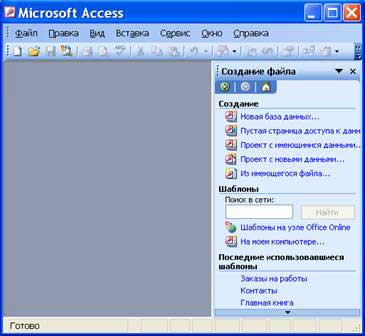 Microsoft Access
Файл Правка Вид Вставка Сервис Окно Справка
Создание файла
Создание
Новая база данных...
Пустая страница доступа к данн
Проект с имеющимися данными...
Проект с новыми данными...
Из имеющегося файла...
Шаблоны
Поиск в сети:
Найти
Шаблоны на узле Office Online
На моем компьютере...
Последние использовавшиеся
шаблоны
Заказы на работы
Контакты
Главная книга
Готово